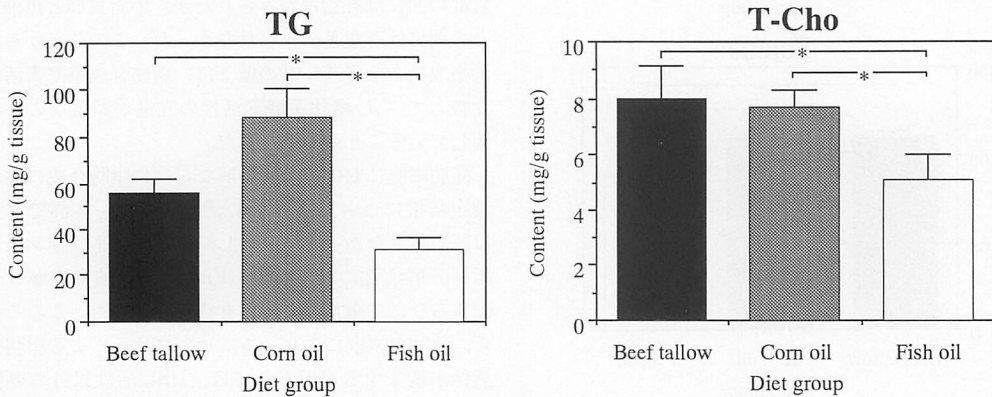 TG
120
100
80
60
40
20
0
Content (mg/g tissue)
*
*
Beef tallow Corn oil Fish oil
Diet group
T-Cho
10
8
6
4
2
0
Content (mg/g tissue)
*
*
Beef tallow Corn oil Fish oil
Diet group